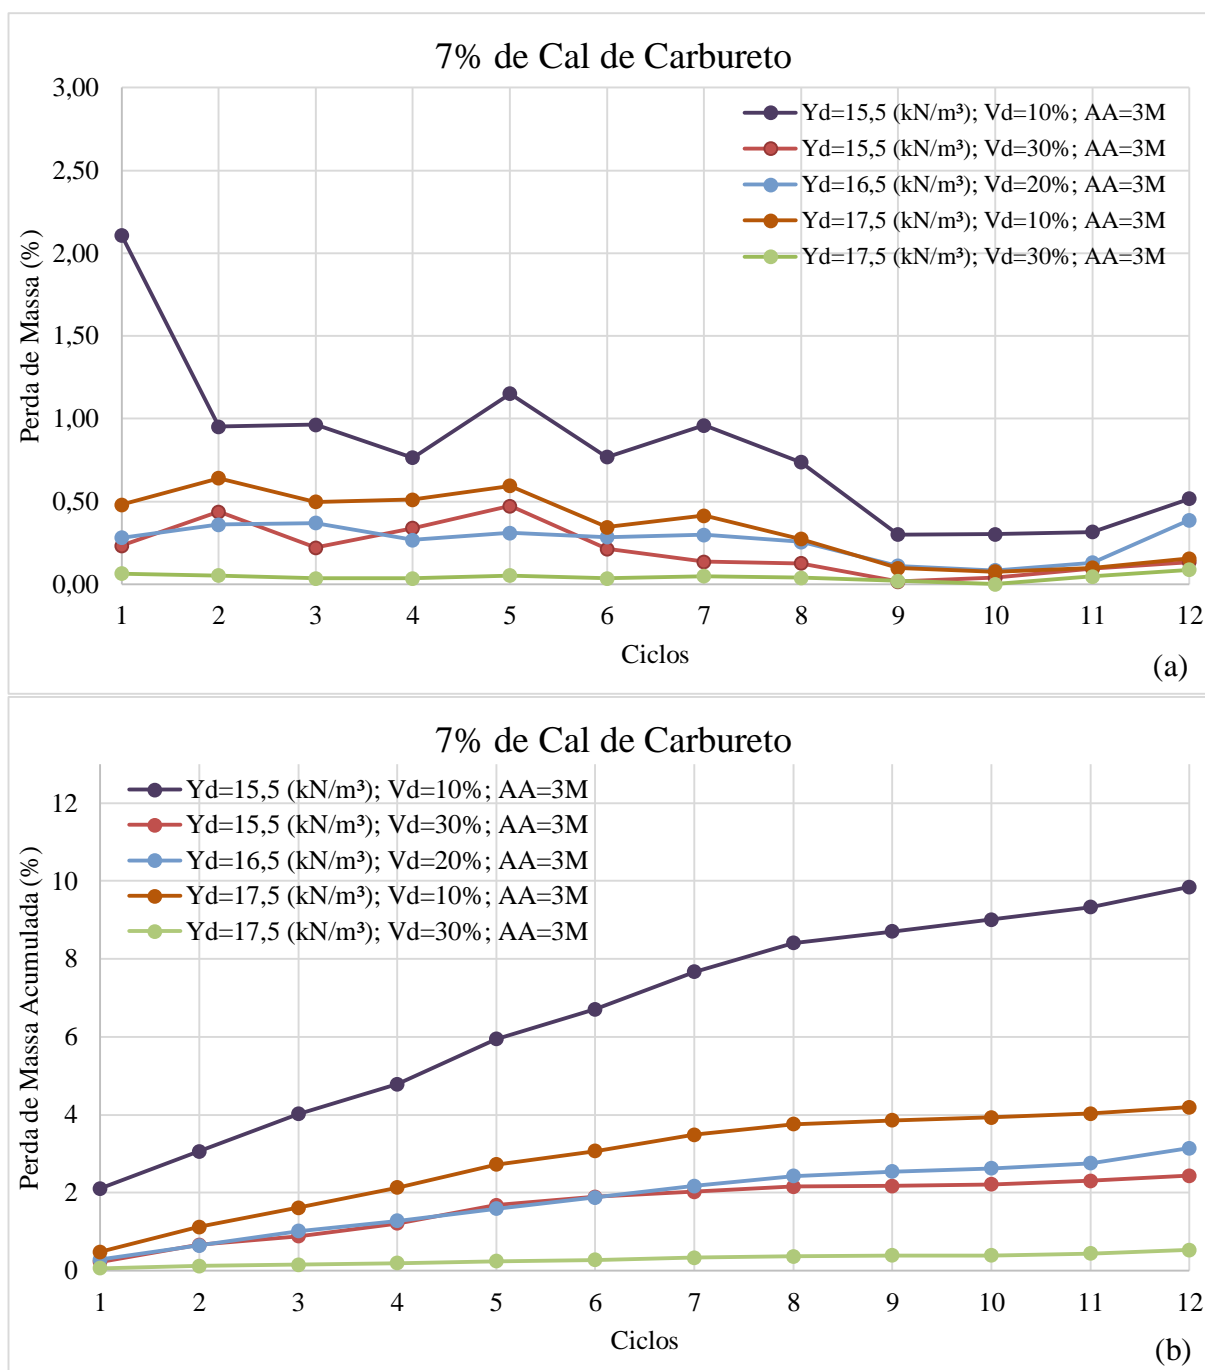 7% de Cal de Carbureto
3,00
2,50
2,00
1,50
1,00
0,50
0,00
Perda de Massa (%)
Yd=15,5 (kN/m³); Vd=10%; AA=3M
Yd=15,5 (kN/m³); Vd=30%; AA=3M
Yd=16,5 (kN/m³); Vd=20%; AA=3M
Yd=17,5 (kN/m³); Vd=10%; AA=3M
Yd=17,5 (kN/m³); Vd=30%; AA=3M
1 2 3 4 5 6 7 8 9 10 11 12
Ciclos
(a)
7% de Cal de Carbureto
Yd=15,5 (kN/m³); Vd=10%; AA=3M
Yd=15,5 (kN/m³); Vd=30%; AA=3M
Yd=16,5 (kN/m³); Vd=20%; AA=3M
Yd=17,5 (kN/m³); Vd=10%; AA=3M
Yd=17,5 (kN/m³); Vd=30%; AA=3M
12
10
8
6
4
2
0
Perda de Massa Acumulada (%)
1 2 3 4 5 6 7 8 9 10 11 12
Ciclos
(b)